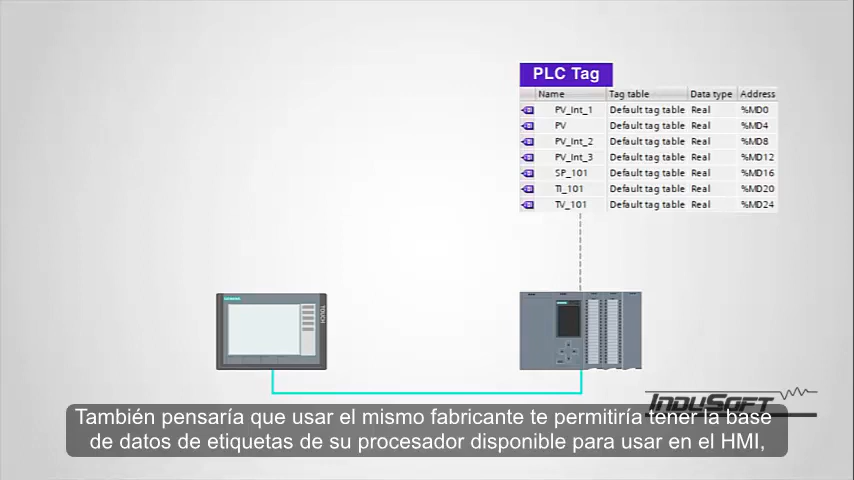 PLC Tag
Name Tag table Data type Address
PV_Int_1 Default tag table Real %MD0
PV Default tag table Real %MD4
PV_Int_2 Default tag table Real %MD8
PV_Int_3 Default tag table Real %MD12
SP_101 Default tag table Real %MD16
TI_101 Default tag table Real %MD20
TV_101 Default tag table Real %MD24
SIEMENS
TOUCH
InduSoft
También pensaría que usar el mismo fabricante te permitiría tener la base
de datos de etiquetas de su procesador disponible para usar en el HMI,